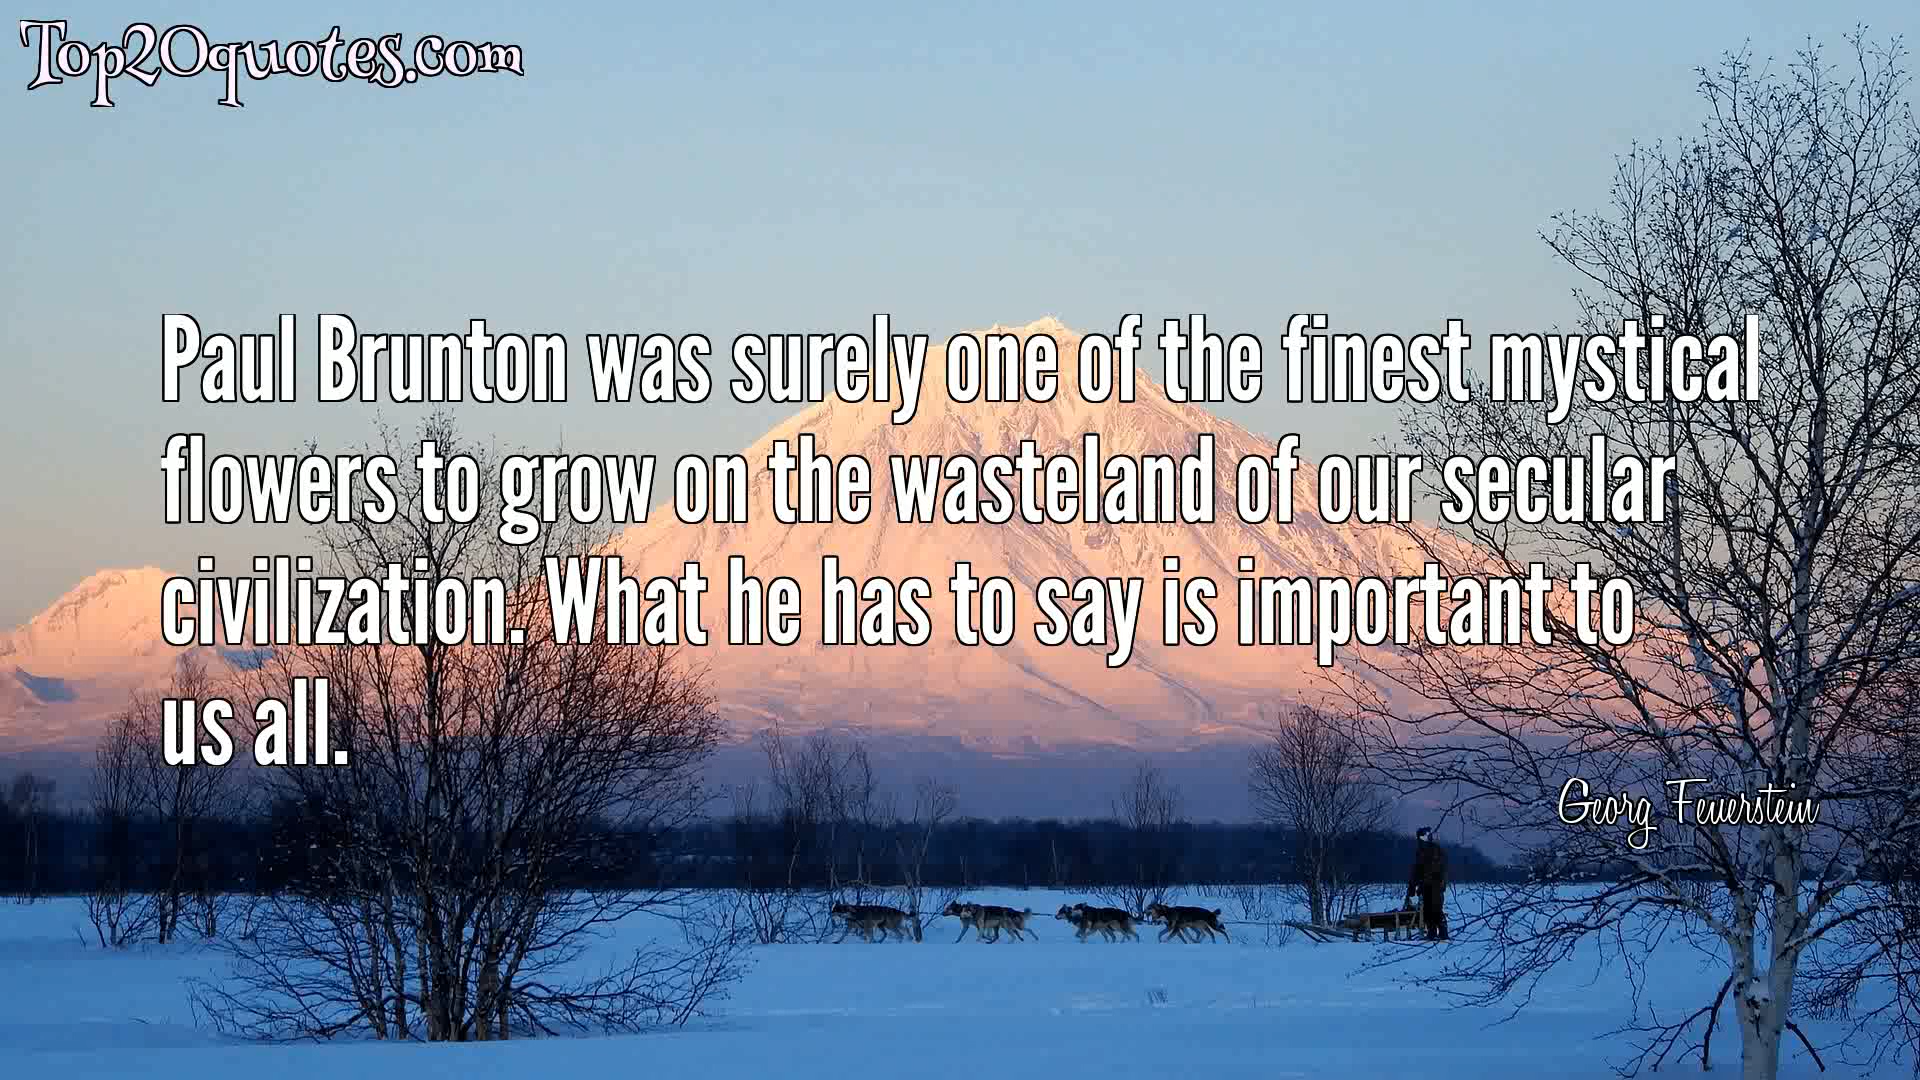 Top20quotes.com
Paul Brunton was surely one of the finest mystical
flowers to grow on the wasteland of our secular
civilization. What he has to say is important to
us all.
Georg Feuerstein